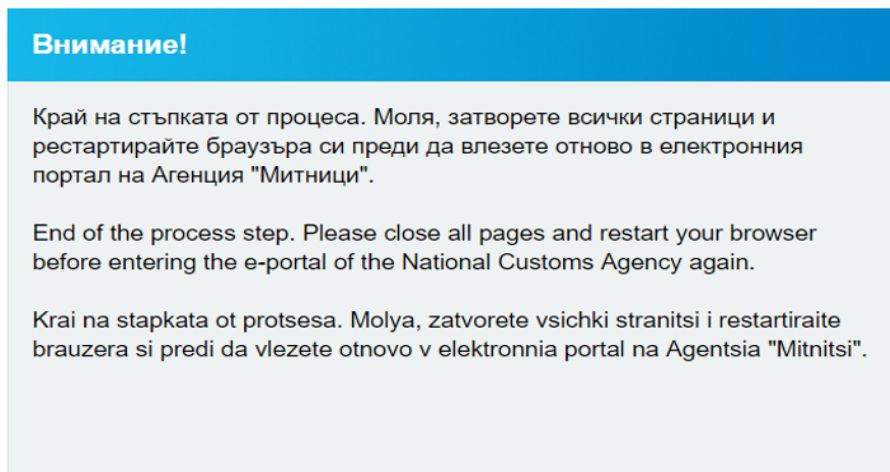 Внимание!
Край на стъпката от процеса. Моля, затворете всички страници и
рестартирайте браузъра си преди да влезете отново в електронния
портал на Агенция "Митници".
End of the process step. Please close all pages and restart your browser
before entering the e-portal of the National Customs Agency again.
Krai na stapkata ot protsesa. Molya, zatvorete vsichki stranitsi i restartiraite
brauzera si predi da vlezete otnovo v elektronnia portal na Agentsia "Mitnitsi".